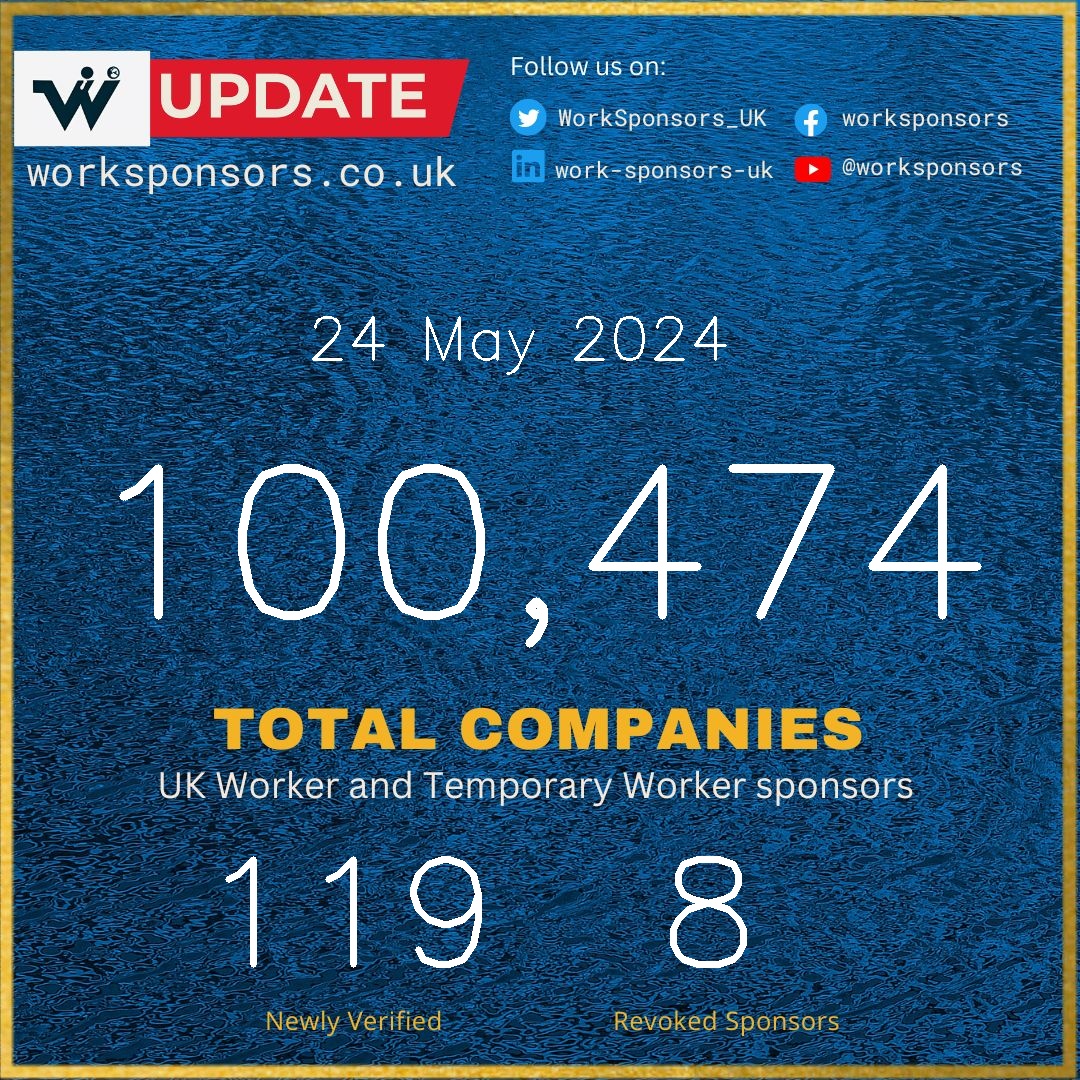 UPDATE
worksponsors.co.uk
Follow us on:
WorkSponsors_UK
worksponsors
work-sponsors-uk
@worksponsors
24 May 2024
100,474
TOTAL COMPANIES
UK Worker and Temporary Worker sponsors
119 8
Newly Verified Revoked Sponsors